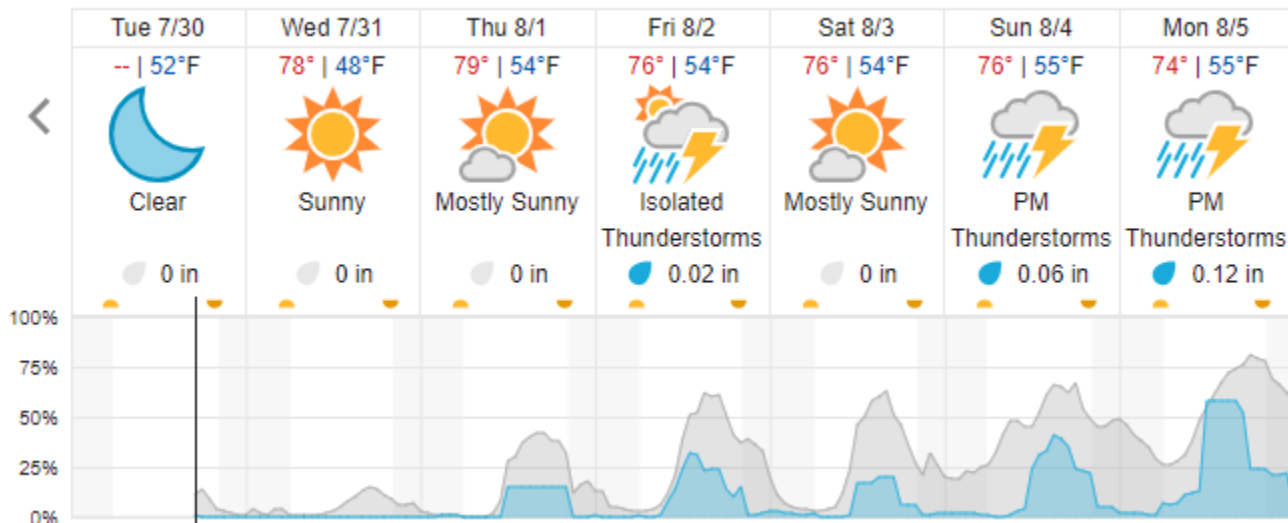 Tue 7/30 Wed 7/31 Thu 8/1 Fri 8/2 Sat 8/3 Sun 8/4 Mon 8/5
-- | 52°F 78° | 48°F 79° | 54°F 76° | 54°F 76° | 54°F 76° | 55°F 74° | 55°F
Clear Sunny Mostly Sunny Isolated Mostly Sunny PM PM
Thunderstorms Thunderstorms Thunderstorms
0 in 0 in 0 in 0.02 in 0 in 0.06 in 0.12 in
100%
75%
50%
25%
0%